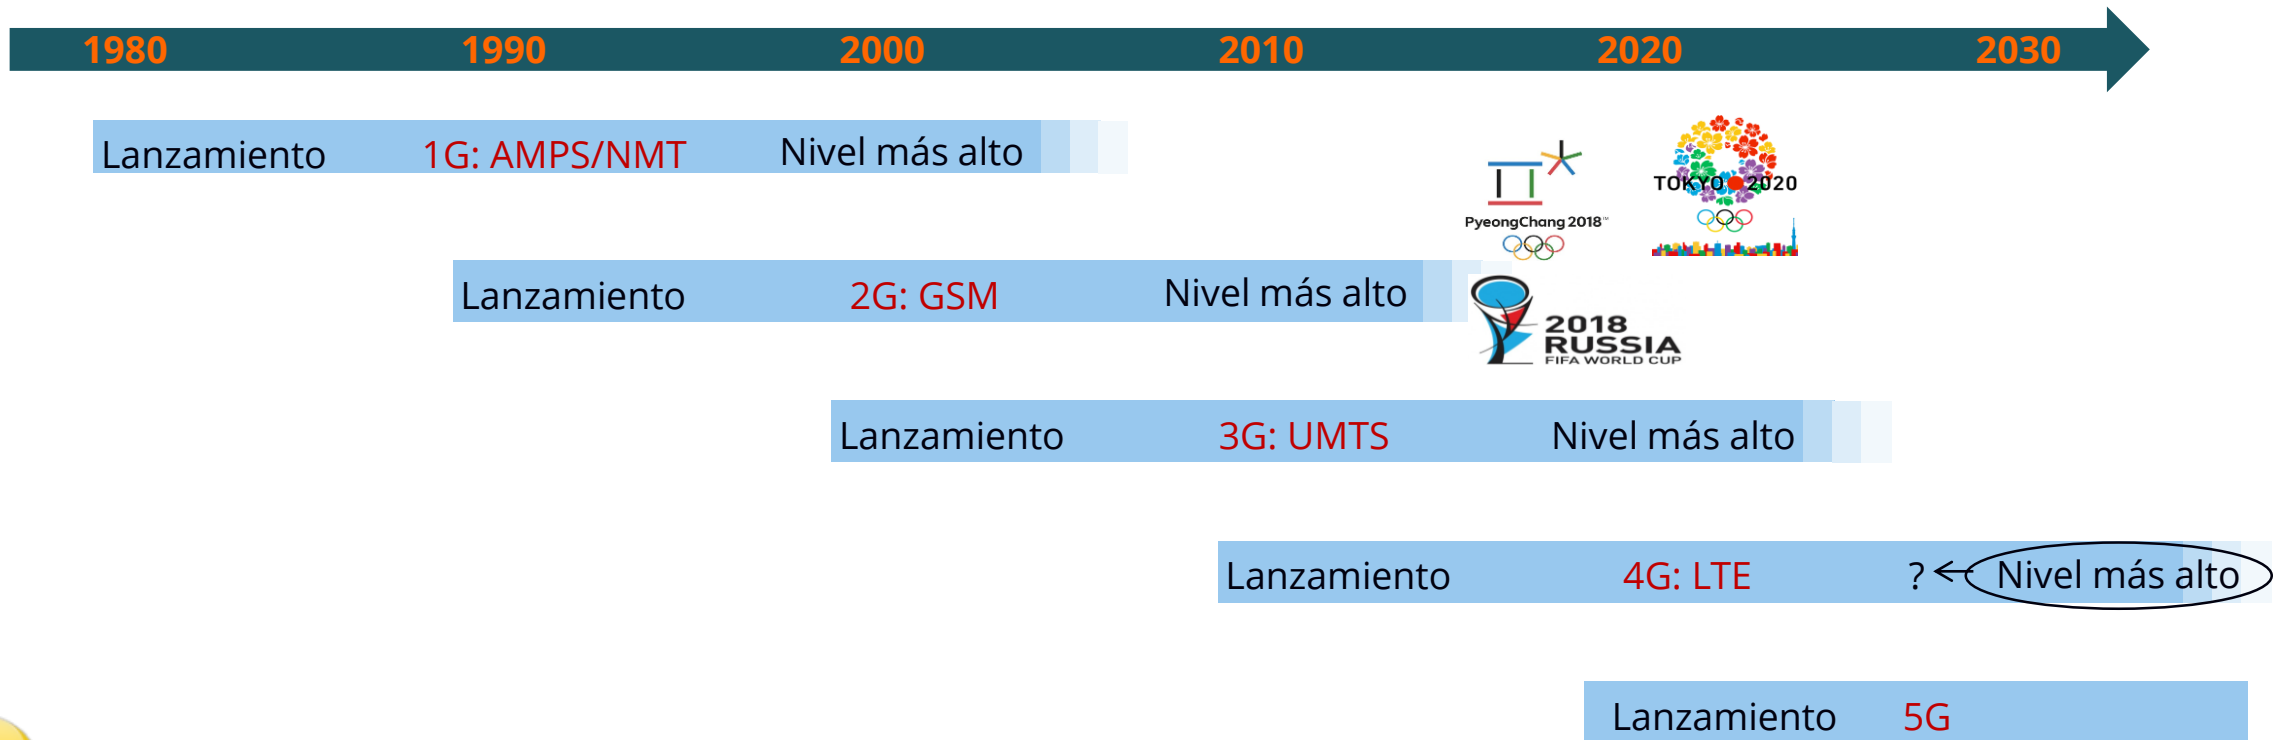 1980 1990 2000 2010 2020 2030
Lanzamiento 1G: AMPS/NMT Nivel más alto
PyeongChang 2018™
TOKYO 2020
Lanzamiento 2G: GSM Nivel más alto
2018
RUSSIA
FIFA WORLD CUP
Lanzamiento 3G: UMTS Nivel más alto
Lanzamiento 4G: LTE ? Nivel más alto
Lanzamiento 5G